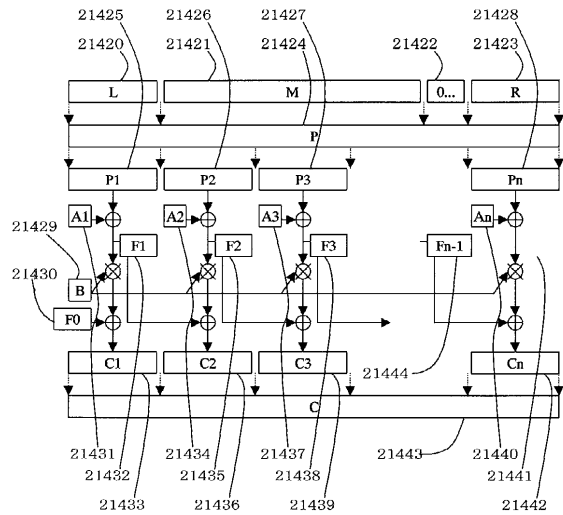 21425 21426 21427 21428
21420 21421 21424 21422 21423
L M 0... R
P
P1 P2 P3 Pn
A1 A2 A3 An
21429 F1 F2 F3 Fn-1
21430
B
F0
C1 C2 C3 21444 Cn
C
21431 21434 21437 21443 21440
21432 21435 21438 21441
21433 21436 21439 21442